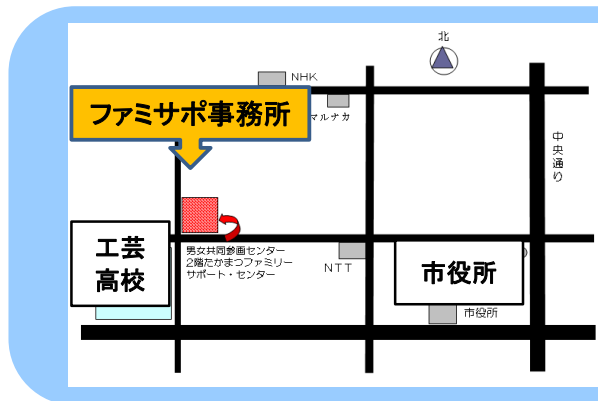 北
NHK
ファミサポ事務所
マルナカ
中央通り
工芸
高校
男女共同参画センター
2階たかまつファミリー
サポート・センター
NTT
市役所
市役所